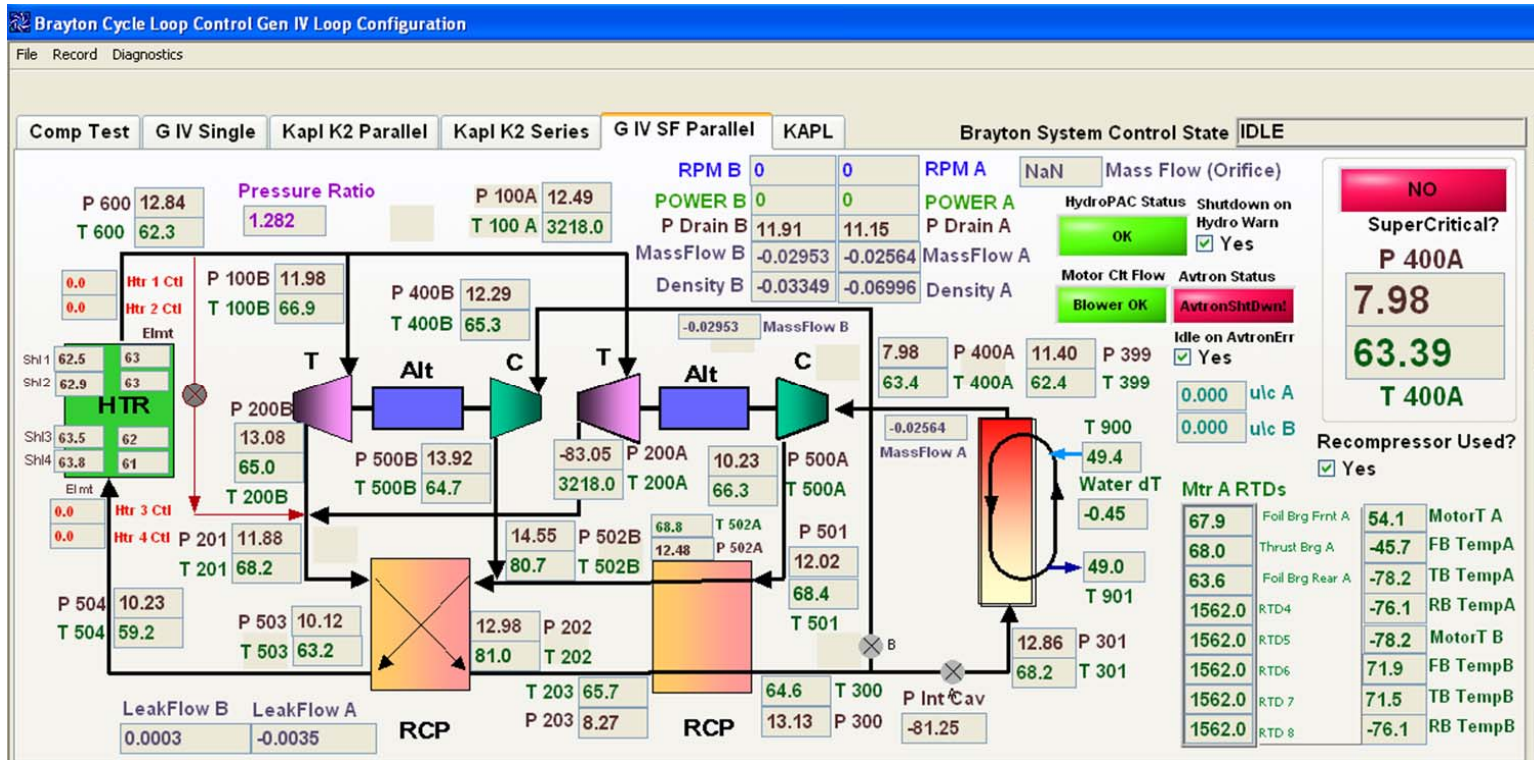 Brayton Cycle Loop Control Gen IV Loop Configuration
File Record Diagnostics
Comp Test G IV Single Kapl K2 Parallel Kapl K2 Series G IV SF Parallel KAPL
Brayton System Control State IDLE
P 600 12.84
T 600 62.3
Pressure Ratio
1.282
P 100A 12.49
T 100 A 3218.0
RPM B 0 0 RPM A
POWER B 0 0 POWER A
P Drain B 11.91 11.15 P Drain A
MassFlow B -0.02953 -0.02564 MassFlow A
Density B -0.03349 -0.06996 Density A
NaN Mass Flow (Orifice)
HydroPAC Status
OK
Shutdown on
Hydro Warn
Yes
Motor Clt Flow
Blower OK
Avtron Status
AvtronShtDwn!
Idle on AvtronErr
Yes
NO
SuperCritical?
P 400A
7.98
63.39
T 400A
0.0 Htr 1 Ctl
0.0 Htr 2 Ctl
Elmt
Shl 1 62.5 63
Shl2 62.9 63
HTR
Shl3 63.5 62
Shl4 63.8 61
Elmt
0.0 Htr 3 Ctl
0.0 Htr 4 Ctl
P 100B 11.98
T 100B 66.9
P 400B 12.29
T 400B 65.3
-0.02953 MassFlow B
T Alt C
T Alt C
7.98 P 400A 11.40 P 399
63.4 T 400A 62.4 T 399
-0.02564
MassFlow A
0.000 u/c A
0.000 u/c B
Recompressor Used?
Yes
P 200B
13.08
65.0
T 200B
P 500B 13.92
T 500B 64.7
-83.05 P 200A
3218.0 T 200A
10.23 P 500A
66.3 T 500A
T 900
49.4
Water dT
-0.45
49.0
T 901
P 201 11.88
T 201 68.2
14.55 P 502B
80.7 T 502B
68.8 T 502A
12.48 P 502A
P 501
12.02
68.4
T 501
P 504 10.23
T 504 59.2
P 503 10.12
T 503 63.2
12.98 P 202
81.0 T 202
B
12.86 P 301
68.2 T 301
T 203 65.7
P 203 8.27
64.6 T 300
13.13 P 300
A
P Int Cav
-81.25
RCP
RCP
LeakFlow B LeakFlow A
0.0003 -0.0035
Mtr A RTDs
67.9 Foil Brg Frnt A 54.1 MotorT A
68.0 Thrust Brg A -45.7 FB TempA
63.6 Foil Brg Rear A -78.2 TB TempA
1562.0 RTD4 -76.1 RB TempA
1562.0 RTD5 -78.2 MotorT B
1562.0 RTD6 71.9 FB TempB
1562.0 RTD 7 71.5 TB TempB
1562.0 RTD 8 -76.1 RB TempB